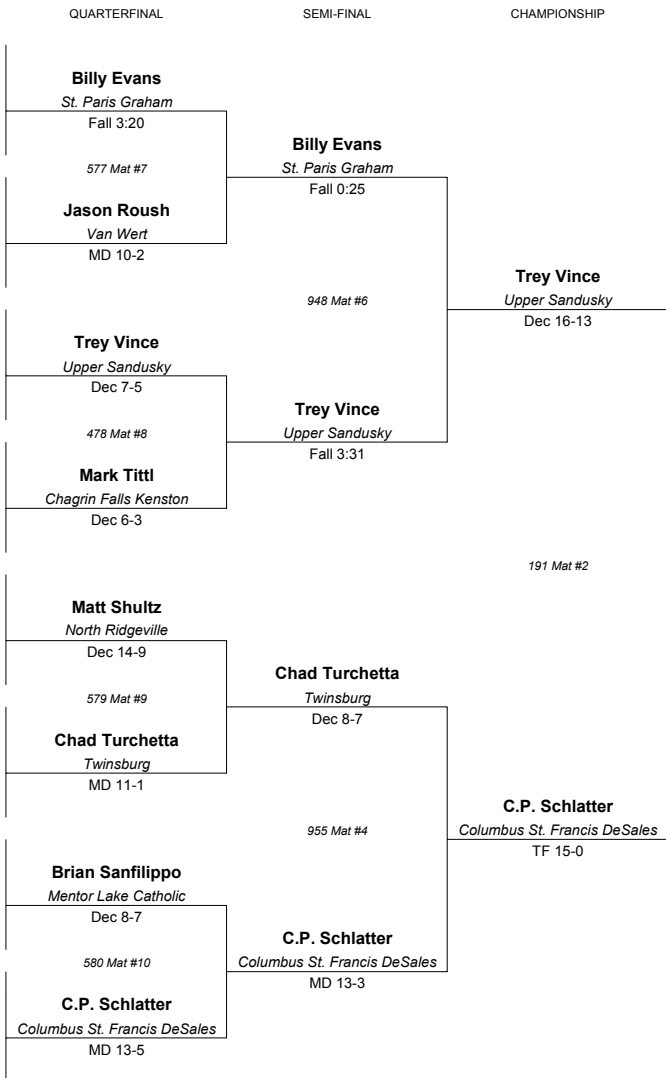 QUARTERFINAL SEMI-FINAL CHAMPIONSHIP
Billy Evans
St. Paris Graham
Fall 3:20
577 Mat #7
Jason Roush
Van Wert
MD 10-2
Billy Evans
St. Paris Graham
Fall 0:25
Trey Vince
Upper Sandusky
Dec 7-5
478 Mat #8
Mark Tittl
Chagrin Falls Kenston
Dec 6-3
948 Mat #6
Trey Vince
Upper Sandusky
Fall 3:31
Trey Vince
Upper Sandusky
Dec 16-13
191 Mat #2
Matt Shultz
North Ridgeville
Dec 14-9
579 Mat #9
Chad Turchetta
Twinsburg
MD 11-1
Chad Turchetta
Twinsburg
Dec 8-7
955 Mat #4
Brian Sanfilippo
Mentor Lake Catholic
Dec 8-7
580 Mat #10
C.P. Schlatter
Columbus St. Francis DeSales
MD 13-5
C.P. Schlatter
Columbus St. Francis DeSales
MD 13-3
C.P. Schlatter
Columbus St. Francis DeSales
TF 15-0